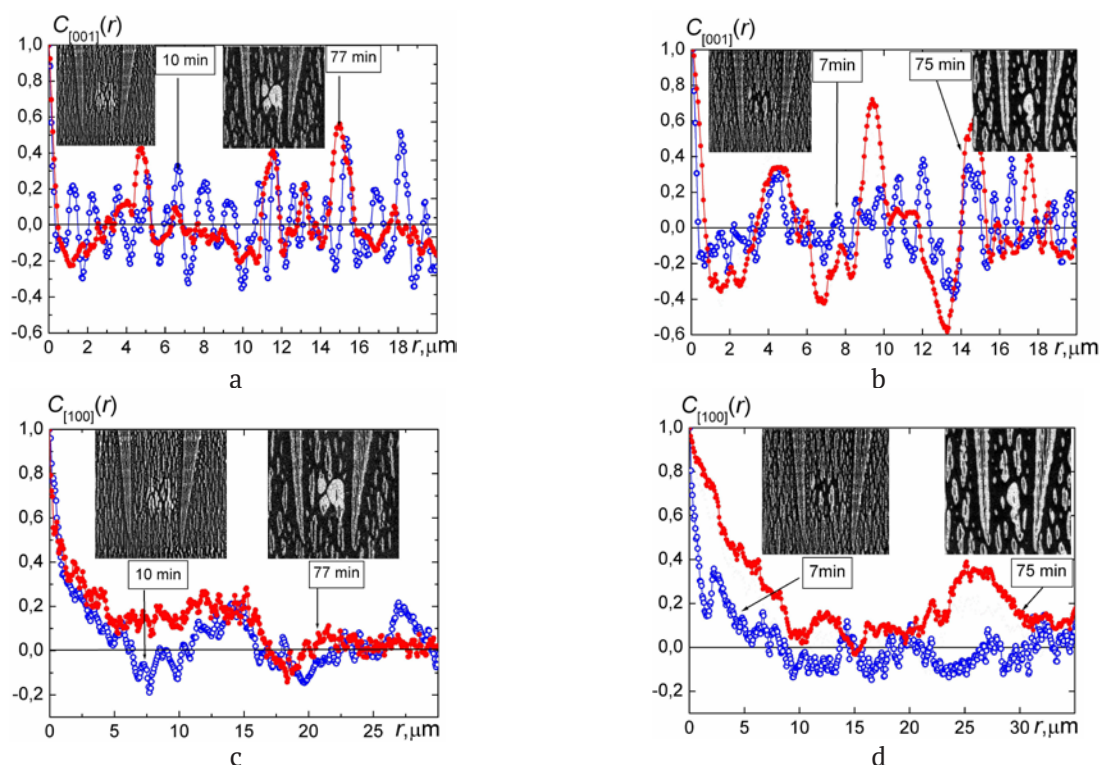 C[001](r)
1,0
0,8
0,6
0,4
0,2
0,0
-0,2
-0,4
-0,6
10 min
77 min
0 2 4 6 8 10 12 14 16 18 r,μm
a
C[001](r)
1,0
0,8
0,6
0,4
0,2
0,0
-0,2
-0,4
-0,6
7min
75 min
0 2 4 6 8 10 12 14 16 18 20
r,μm
b
C[100](r)
1,0
0,8
0,6
0,4
0,2
0,0
-0,2
10 min
77 min
0 5 10 15 20 25 r,μm
c
C[100](r)
1,0
0,8
0,6
0,4
0,2
0,0
-0,2
7min
75 min
0 5 10 15 20 25 30 r,μm
d